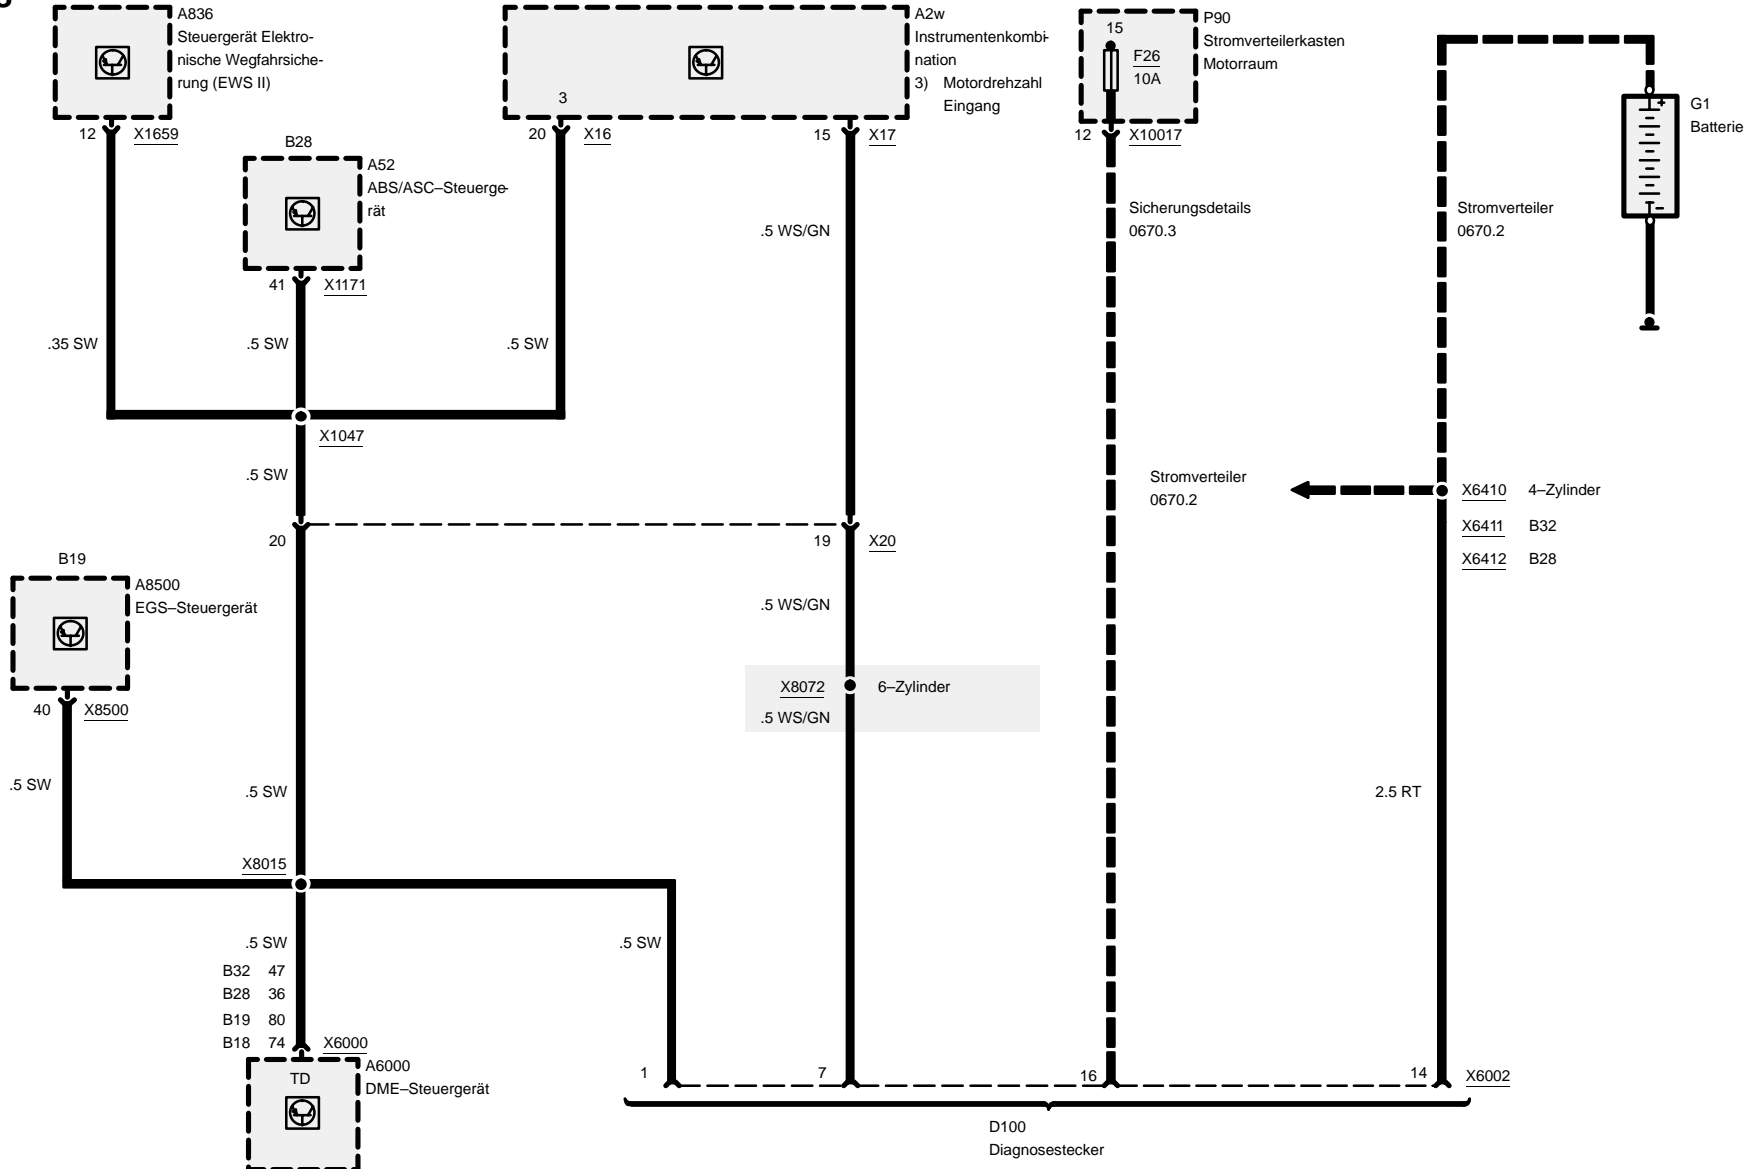 A836
Steuergerät Elektro-
nische Wegfahrsiche-
rung (EWS II)
12 X1659
A2w
Instrumentenkombi-
nation
3) Motordrehzahl
Eingang
3
20 X16
15 X17
15
F26
10A
P90
Stromverteilerkasten
Motorraum
12 X10017
G1
Batterie
+
–
B28
A52
ABS/ASC–Steuerge-
rät
41 X1171
.5 WS/GN
Sicherungsdetails
0670.3
Stromverteiler
0670.2
.35 SW
.5 SW
.5 SW
X1047
.5 SW
Stromverteiler
0670.2
X6410 4–Zylinder
X6411 B32
X6412 B28
20
19 X20
B19
A8500
EGS–Steuergerät
40 X8500
.5 WS/GN
X8072 6–Zylinder
.5 WS/GN
.5 SW
.5 SW
2.5 RT
X8015
.5 SW
.5 SW
B32 47
B28 36
B19 80
B18 74 X6000
A6000
DME–Steuergerät
TD
1
7
16
14 X6002
D100
Diagnosestecker